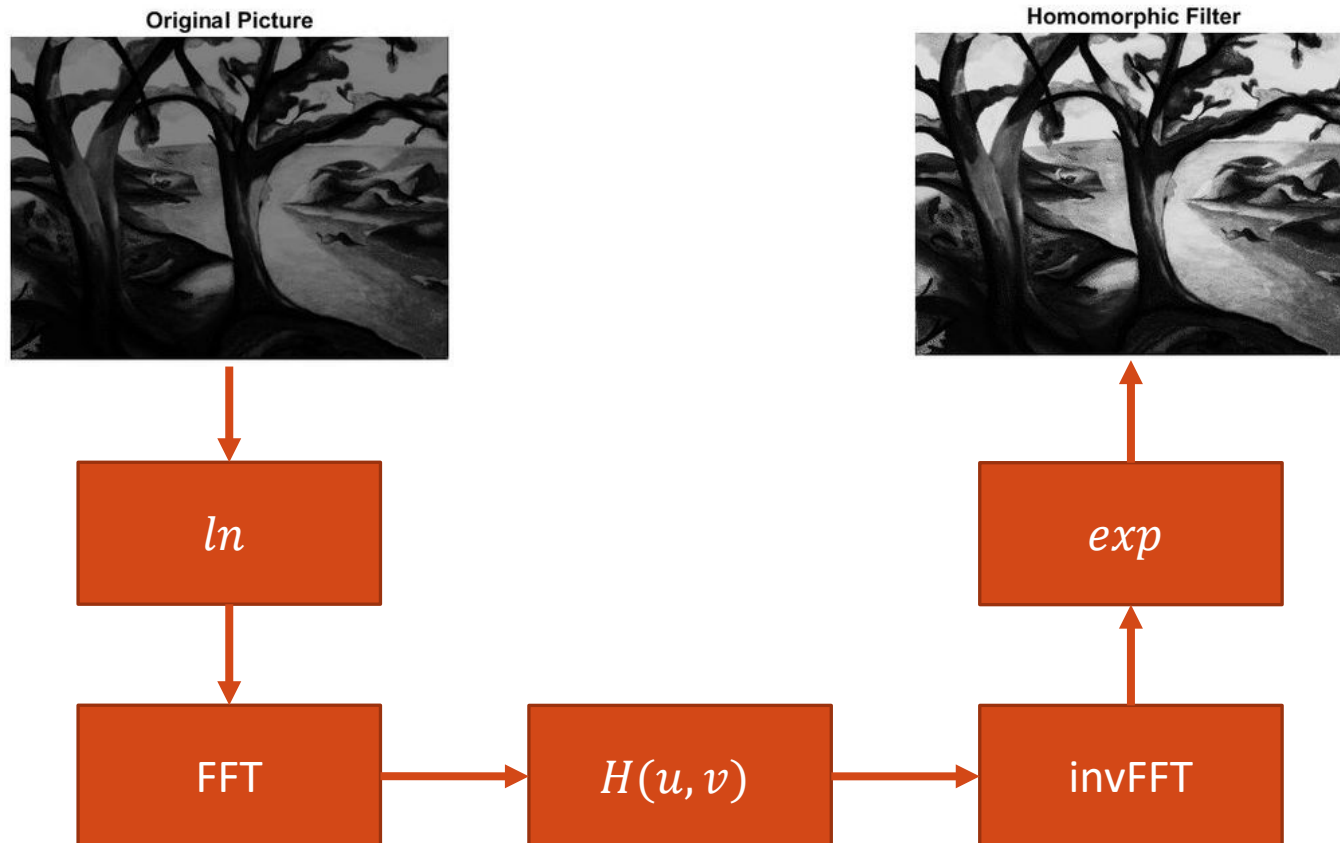 Original Picture
Homomorphic Filter
ln
exp
FFT
H(u, v)
invFFT